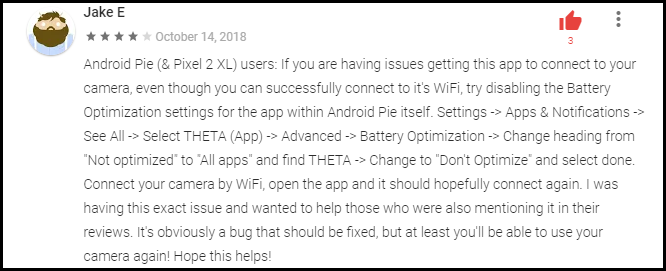 Jake E
October 14, 2018
3
Android Pie (& Pixel 2 XL) users: If you are having issues getting this app to connect to your
camera, even though you can successfully connect to it's WiFi, try disabling the Battery
Optimization settings for the app within Android Pie itself. Settings -> Apps & Notifications ->
See All -> Select THETA (App) -> Advanced -> Battery Optimization -> Change heading from
"Not optimized" to "All apps" and find THETA -> Change to "Don't Optimize" and select done.
Connect your camera by WiFi, open the app and it should hopefully connect again. I was
having this exact issue and wanted to help those who were also mentioning it in their
reviews. It's obviously a bug that should be fixed, but at least you'll be able to use your
camera again! Hope this helps!